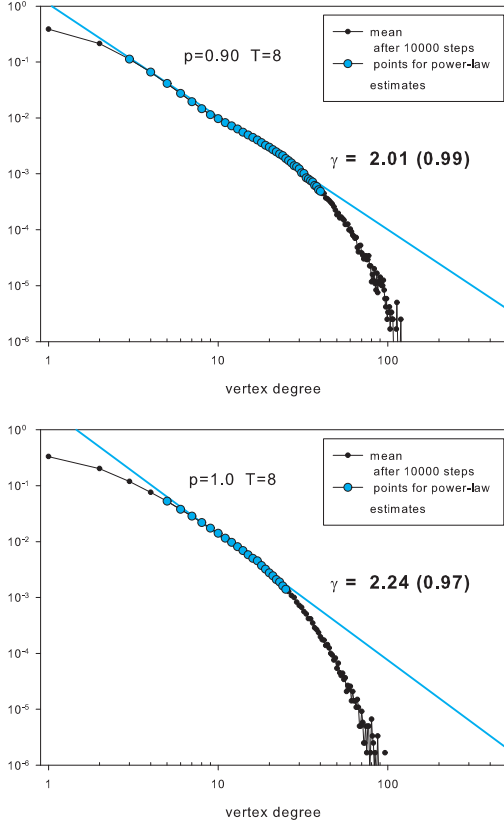 10⁰
mean
after 10000 steps
points for power-law
estimates
p=0.90 T=8
10⁻¹
10⁻²
γ = 2.01 (0.99)
10⁻³
10⁻⁴
10⁻⁵
10⁻⁶
1 10 100
vertex degree
10⁰
mean
after 10000 steps
points for power-law
estimates
p=1.0 T=8
10⁻¹
10⁻²
γ = 2.24 (0.97)
10⁻³
10⁻⁴
10⁻⁵
10⁻⁶
1 10 100
vertex degree